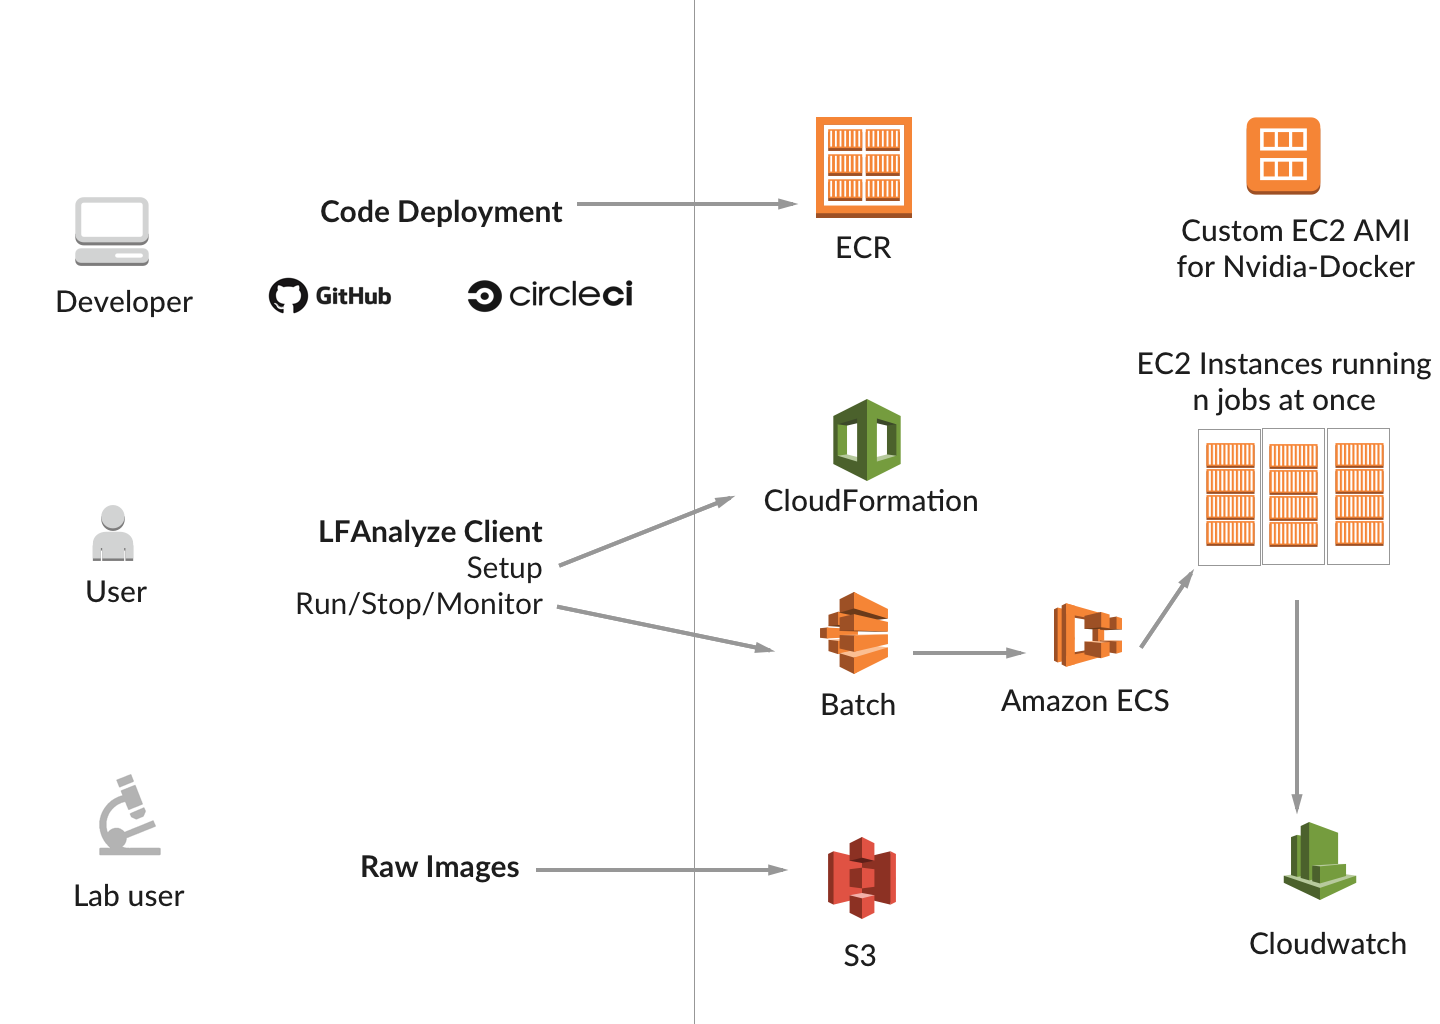 Code Deployment
ECR
Custom EC2 AMI
for Nvidia-Docker
Developer
GitHub
circleci
EC2 Instances running
n jobs at once
CloudFormation
LFAnalyze Client
Setup
Run/Stop/Monitor
User
Batch
Amazon ECS
Raw Images
Lab user
S3
Cloudwatch